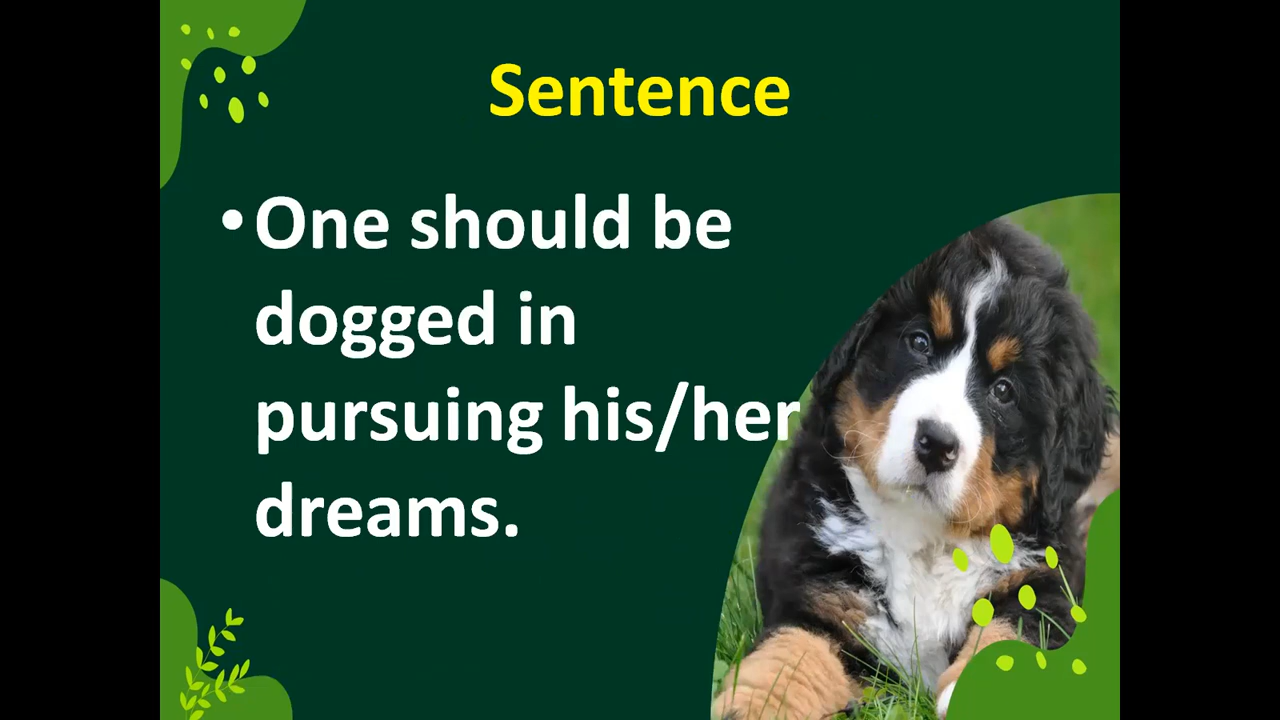 Sentence
• One should be
dogged in
pursuing his/her
dreams.